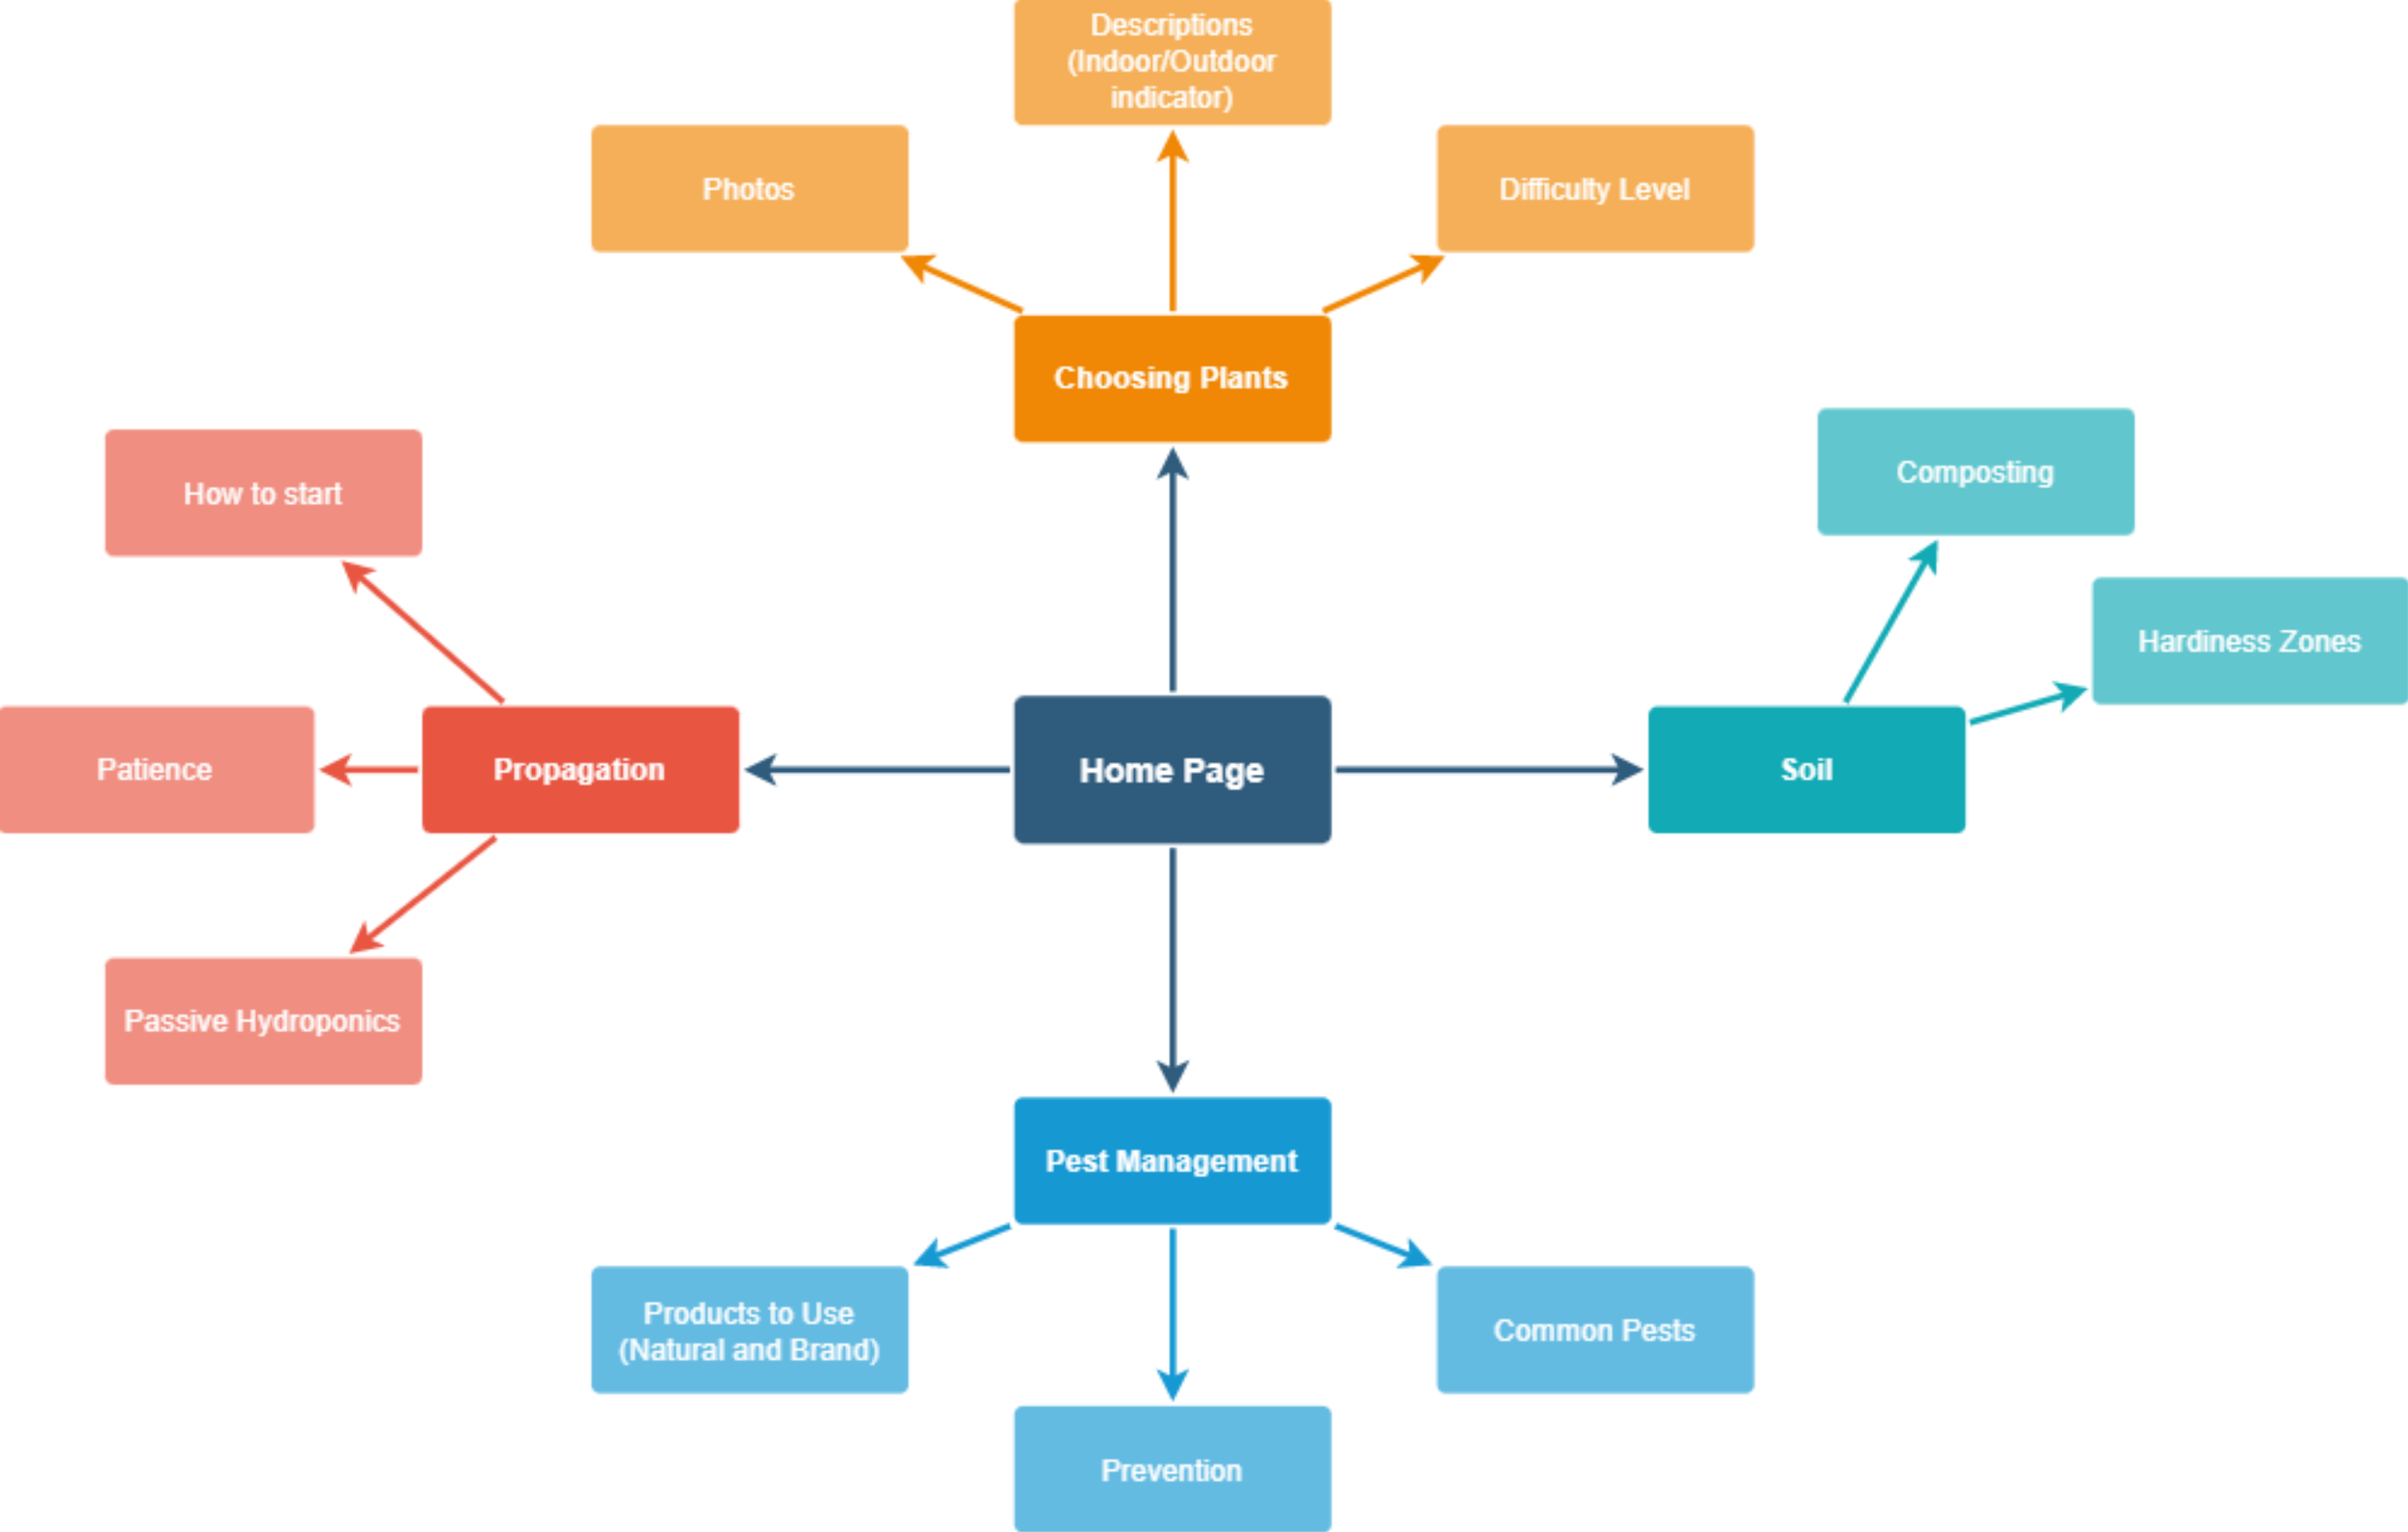 Descriptions
(Indoor/Outdoor
indicator)
Photos
Difficulty Level
Choosing Plants
How to start
Composting
Hardiness Zones
Patience
Propagation
Home Page
Soil
Passive Hydroponics
Pest Management
Products to Use
(Natural and Brand)
Common Pests
Prevention